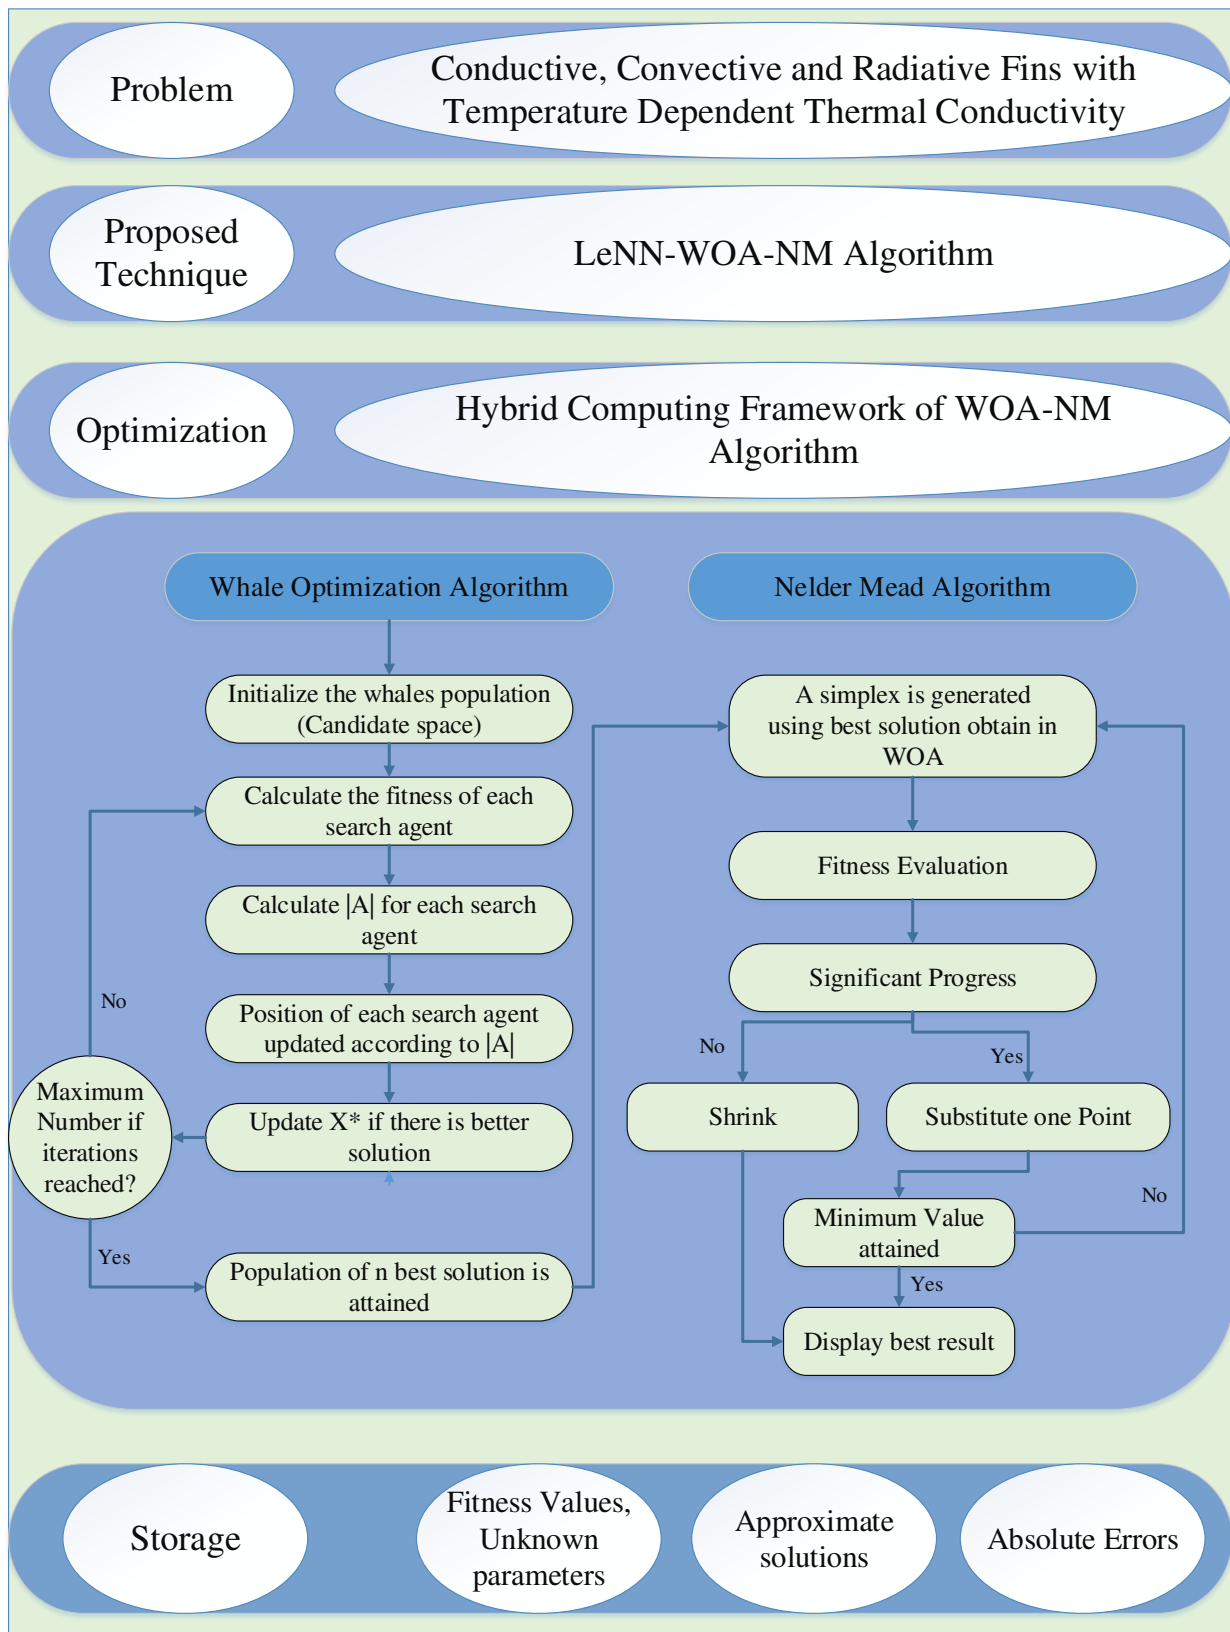 Problem
Conductive, Convective and Radiative Fins with
Temperature Dependent Thermal Conductivity
Proposed
Technique
LeNN-WOA-NM Algorithm
Optimization
Hybrid Computing Framework of WOA-NM
Algorithm
Whale Optimization Algorithm
Initialize the whales population
(Candidate space)
Calculate the fitness of each
search agent
Calculate |A| for each search
agent
No
Position of each search agent
updated according to |A|
Maximum
Number if
iterations
reached?
Update X* if there is better
solution
Yes
Population of n best solution is
attained
Nelder Mead Algorithm
A simplex is generated
using best solution obtain in
WOA
Fitness Evaluation
Significant Progress
No
Yes
Shrink
Substitute one Point
No
Minimum Value
attained
Yes
Display best result
Storage
Fitness Values,
Unknown
parameters
Approximate
solutions
Absolute Errors